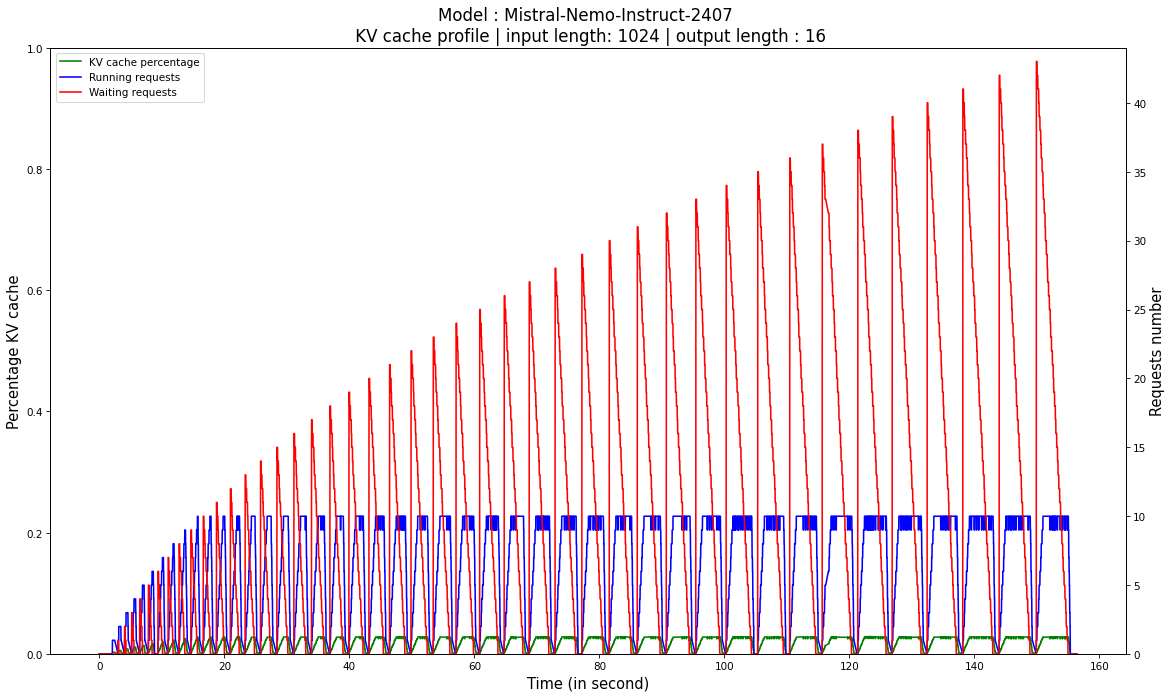 Model : Mistral-Nemo-Instruct-2407
KV cache profile | input length: 1024 | output length : 16
KV cache percentage
Running requests
Waiting requests
Percentage KV cache
1.0
0.8
0.6
0.4
0.2
0.0
0 20 40 60 80 100 120 140 160
Time (in second)
40
35
30
25
20
15
10
5
0
Requests number